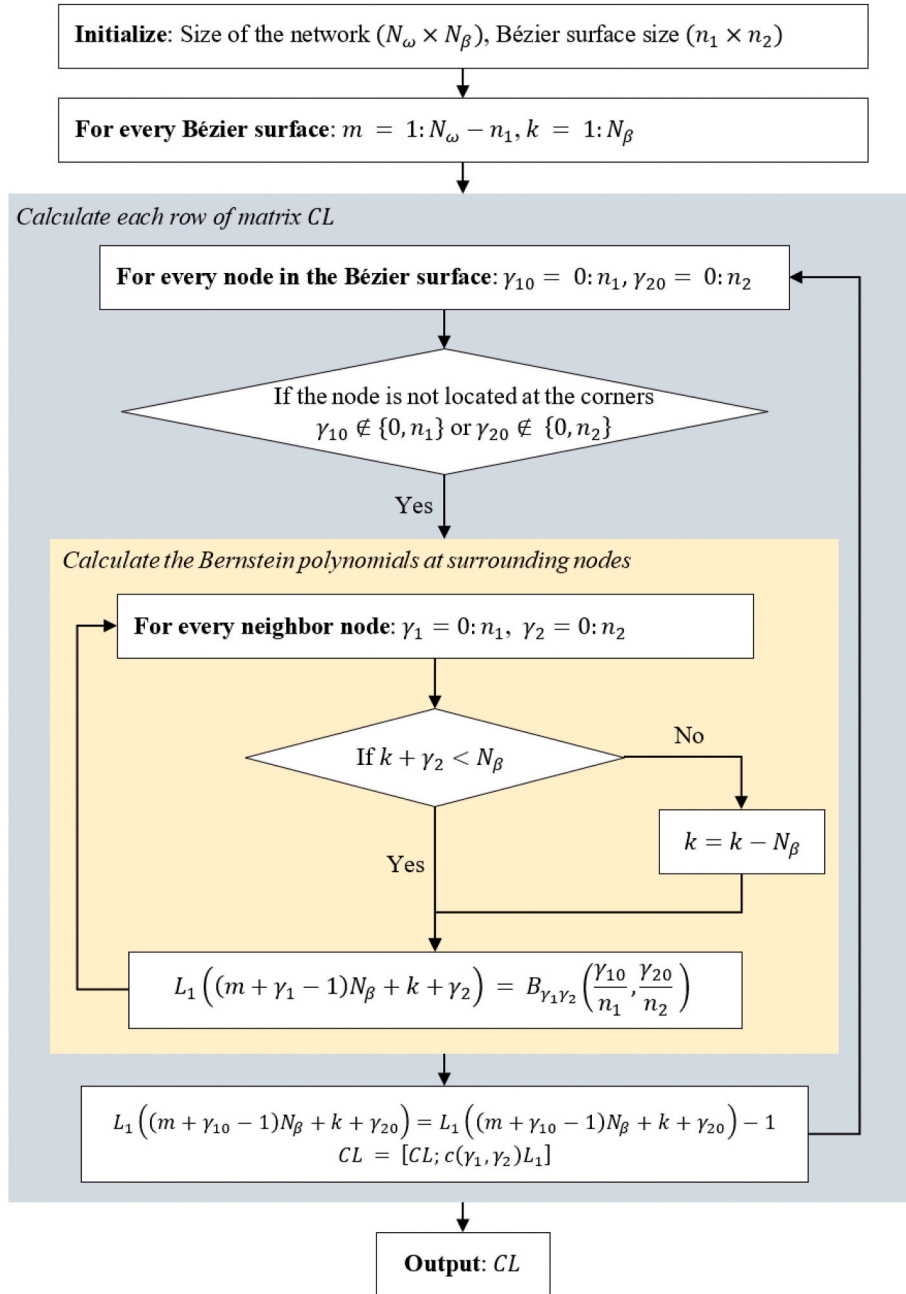 Initialize: Size of the network (N_ω × N_β), Bézier surface size (n_1 × n_2)
For every Bézier surface: m = 1: N_ω − n_1, k = 1: N_β
Calculate each row of matrix CL
For every node in the Bézier surface: γ_10 = 0: n_1, γ_20 = 0: n_2
If the node is not located at the corners
γ_10 ∉ {0, n_1} or γ_20 ∉ {0, n_2}
Yes
Calculate the Bernstein polynomials at surrounding nodes
For every neighbor node: γ_1 = 0: n_1, γ_2 = 0: n_2
If k + γ_2 < N_β
No
k = k − N_β
Yes
L_1((m + γ_1 − 1)N_β + k + γ_2) = B_γ_1γ_2(γ_10/n_1, γ_20/n_2)
L_1((m + γ_10 − 1)N_β + k + γ_20) = L_1((m + γ_10 − 1)N_β + k + γ_20) − 1
CL = [CL; c(γ_1, γ_2)L_1]
Output: CL